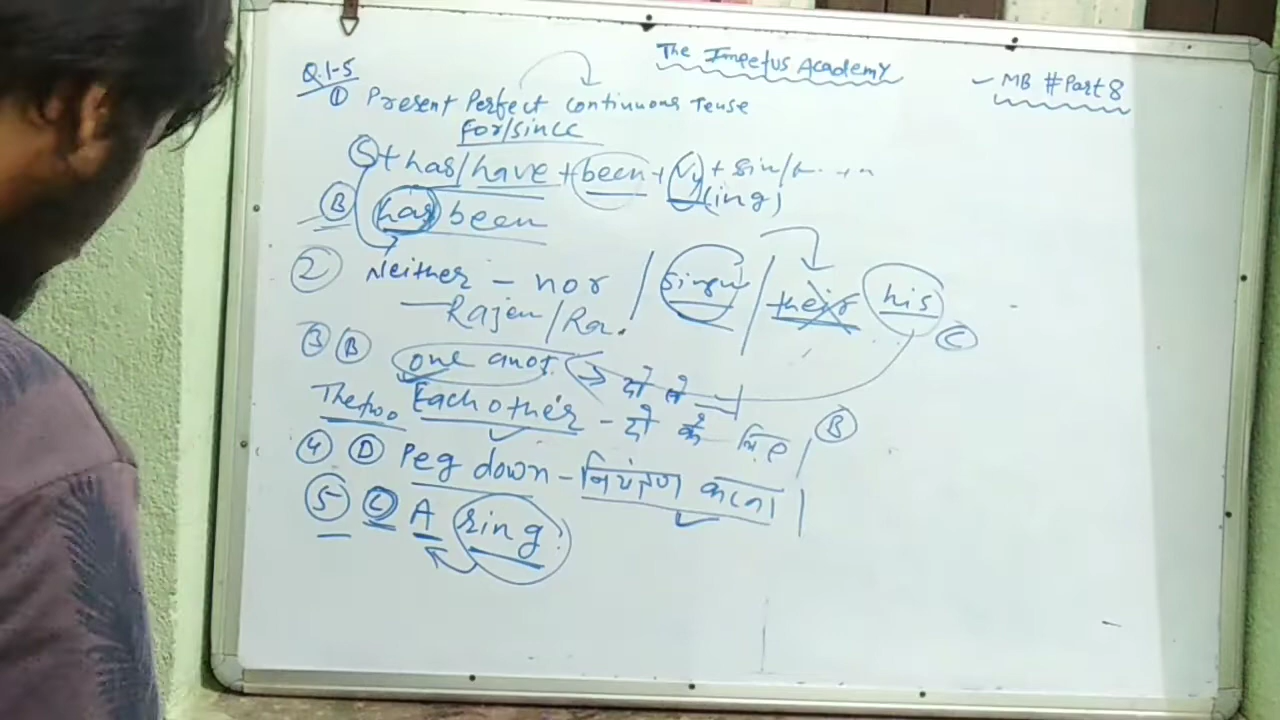 The Impetus Academy
MB #Part 8
Q.1-5
① Present Perfect Continuous Tense
For/Since
S + has/have + been + V1 + sin/f
(ing)
Ⓑ has been
② Neither - nor / Singu / their his Ⓒ
Rajen/Ra.
③ Ⓑ one anot. → दो से
The two Each other - दो के लिए Ⓑ
④ Ⓓ Peg down - नियंत्रण करना
⑤ Ⓒ A ring